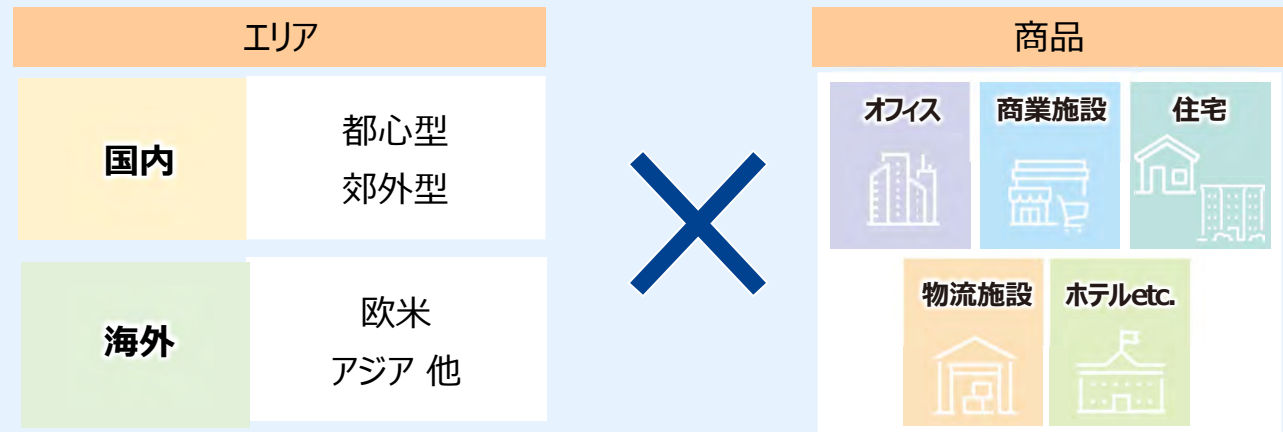 エリア
国内
都心型
郊外型
海外
欧米
アジア 他
商品
オフィス
商業施設
住宅
物流施設
ホテルetc.